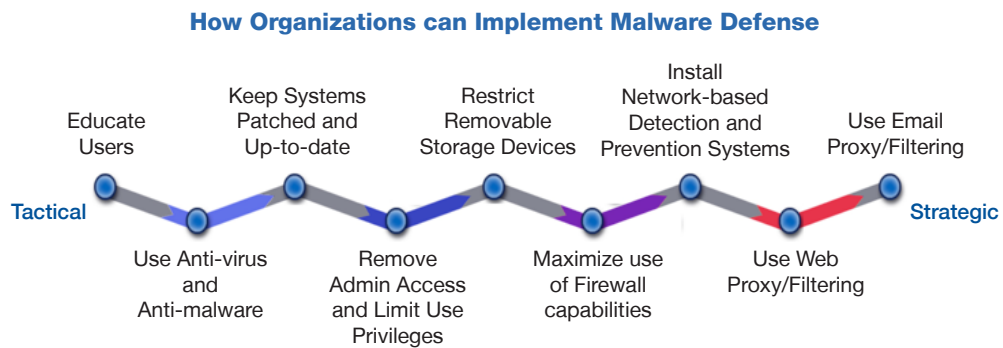 How Organizations can Implement Malware Defense
Educate
Users
Keep Systems
Patched and
Up-to-date
Restrict
Removable
Storage Devices
Install
Network-based
Detection and
Prevention Systems
Use Email
Proxy/Filtering
Tactical
Strategic
Use Anti-virus
and
Anti-malware
Remove
Admin Access
and Limit Use
Privileges
Maximize use
of Firewall
capabilities
Use Web
Proxy/Filtering